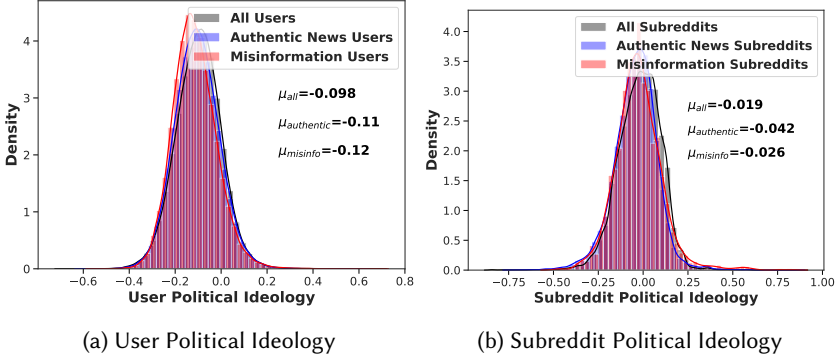 All Users
Authentic News Users
Misinformation Users
μall=-0.098
μauthentic=-0.11
μmisinfo=-0.12
Density
4
3
2
1
0
−0.6 −0.4 −0.2 0.0 0.2 0.4 0.6 0.8
User Political Ideology
(a) User Political Ideology
All Subreddits
Authentic News Subreddits
Misinformation Subreddits
μall=-0.019
μauthentic=-0.042
μmisinfo=-0.026
Density
4.0
3.5
3.0
2.5
2.0
1.5
1.0
0.5
0.0
−0.75 −0.50 −0.25 0.00 0.25 0.50 0.75 1.00
Subreddit Political Ideology
(b) Subreddit Political Ideology